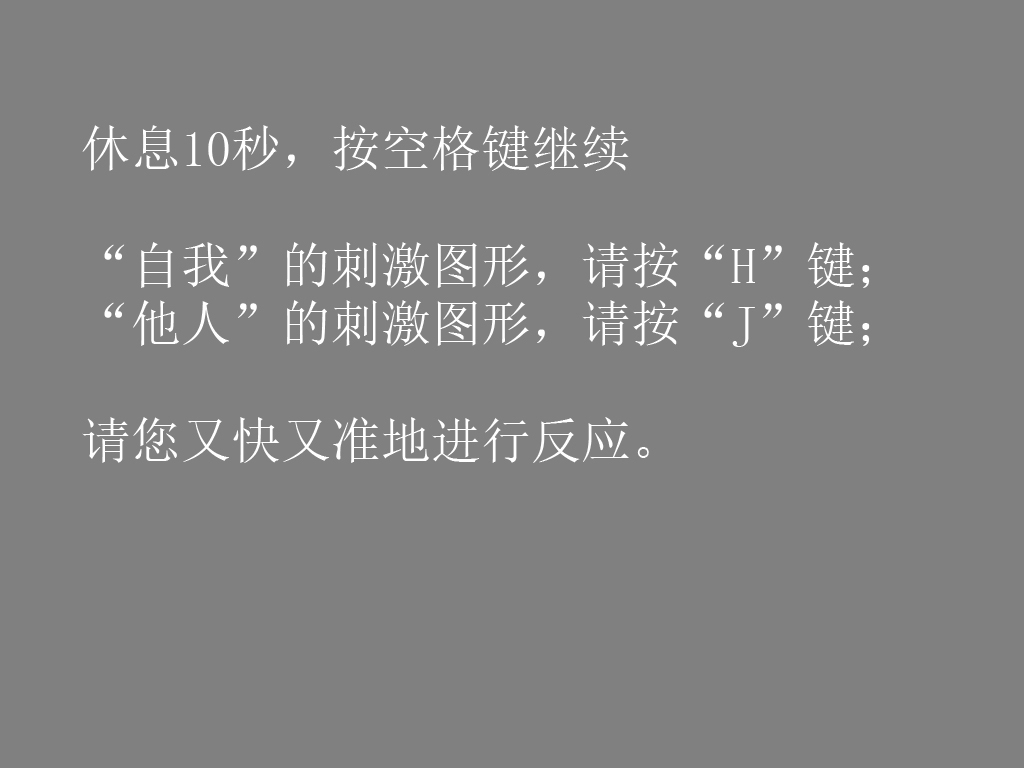 休息10秒，按空格键继续
“自我”的刺激图形，请按“H”键；
“他人”的刺激图形，请按“J”键；
请您又快又准地进行反应。